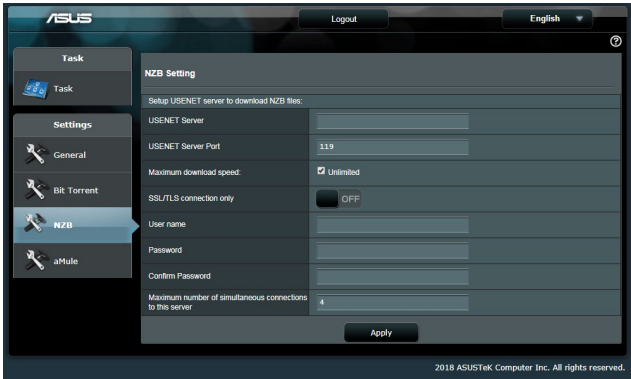 ASUS
Logout
English
Task
Task
Settings
General
Bit Torrent
NZB
aMule
NZB Setting
Setup USENET server to download NZB files:
USENET Server
USENET Server Port 119
Maximum download speed: Unlimited
SSL/TLS connection only OFF
User name
Password
Confirm Password
Maximum number of simultaneous connections
to this server 4
Apply
2018 ASUSTeK Computer Inc. All rights reserved.